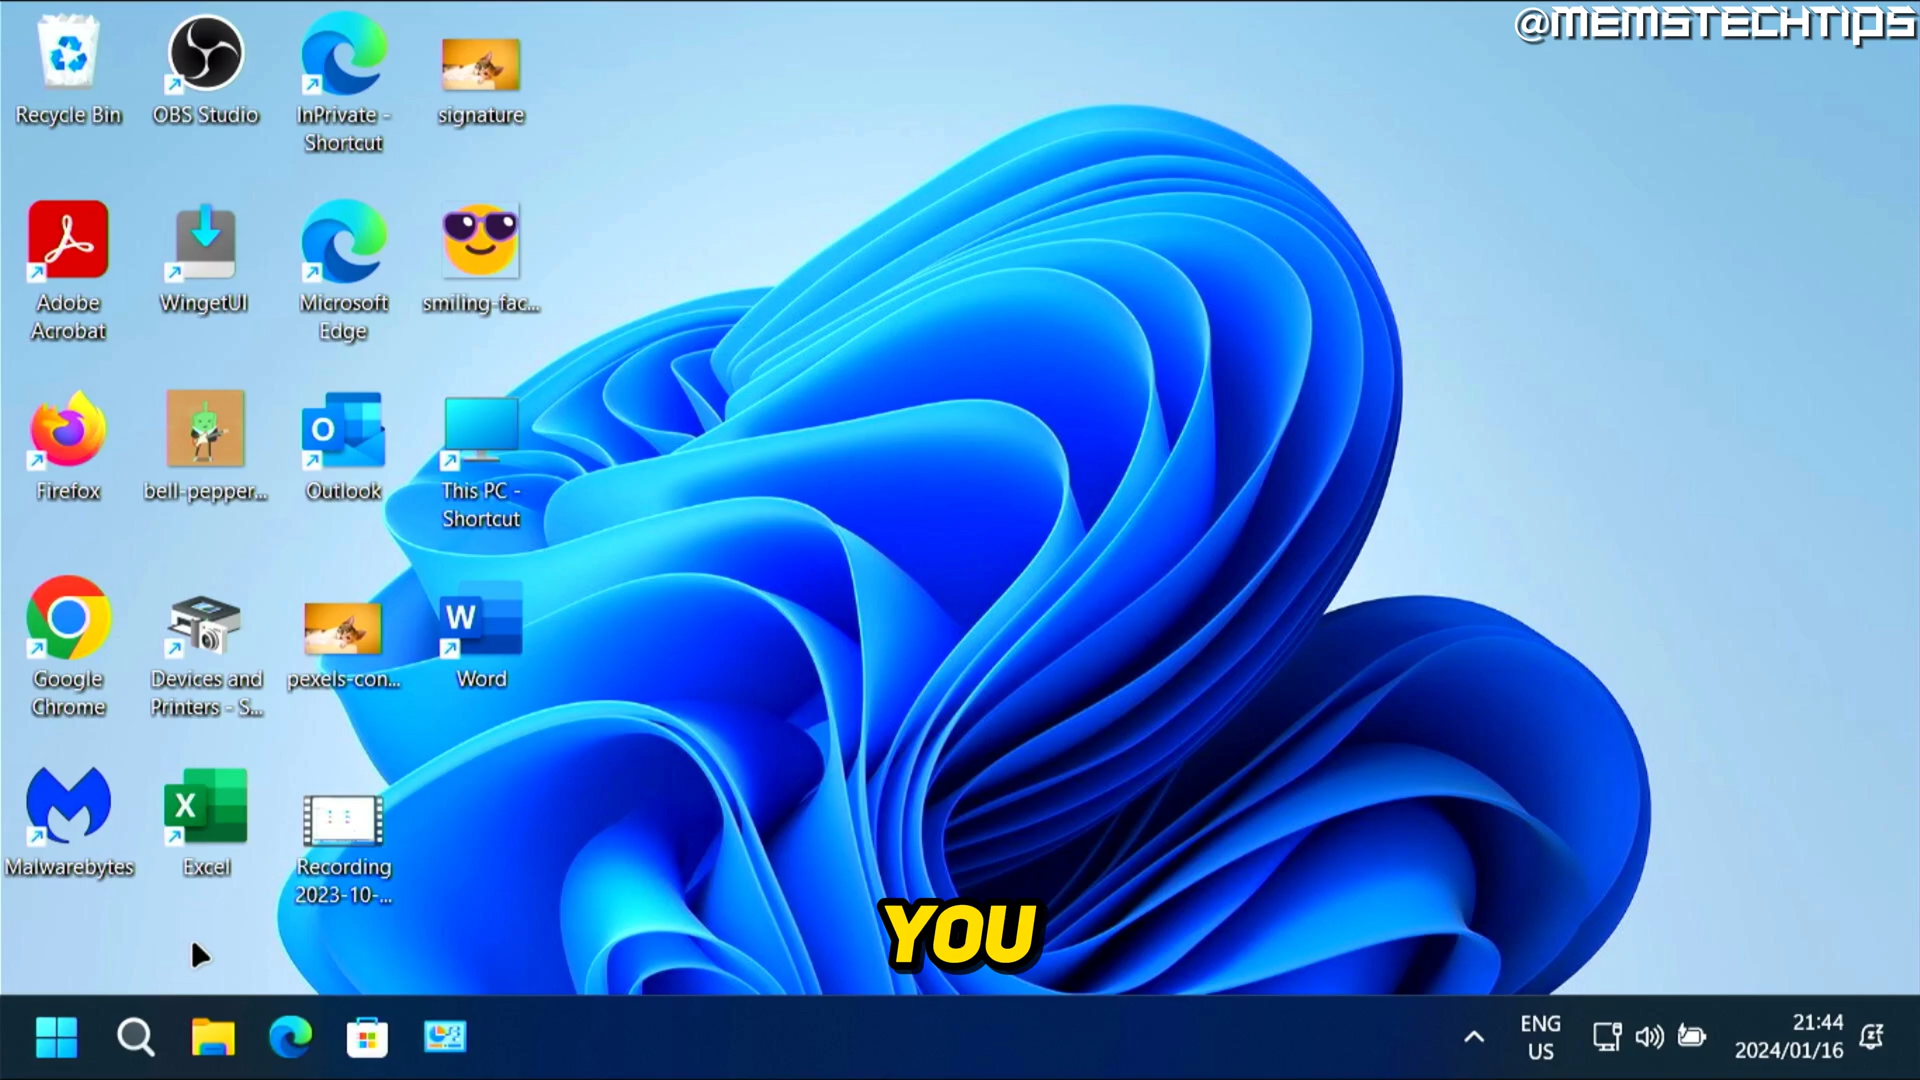 @MEMSTECHTIPS
Recycle Bin
OBS Studio
InPrivate -
Shortcut
signature
Adobe
Acrobat
WingetUI
Microsoft
Edge
smiling-fac...
Firefox
bell-pepper...
Outlook
This PC -
Shortcut
Google
Chrome
Devices and
Printers - S...
pexels-con...
Word
Malwarebytes
Excel
Recording
2023-10-...
YOU
ENG
US
21:44
2024/01/16